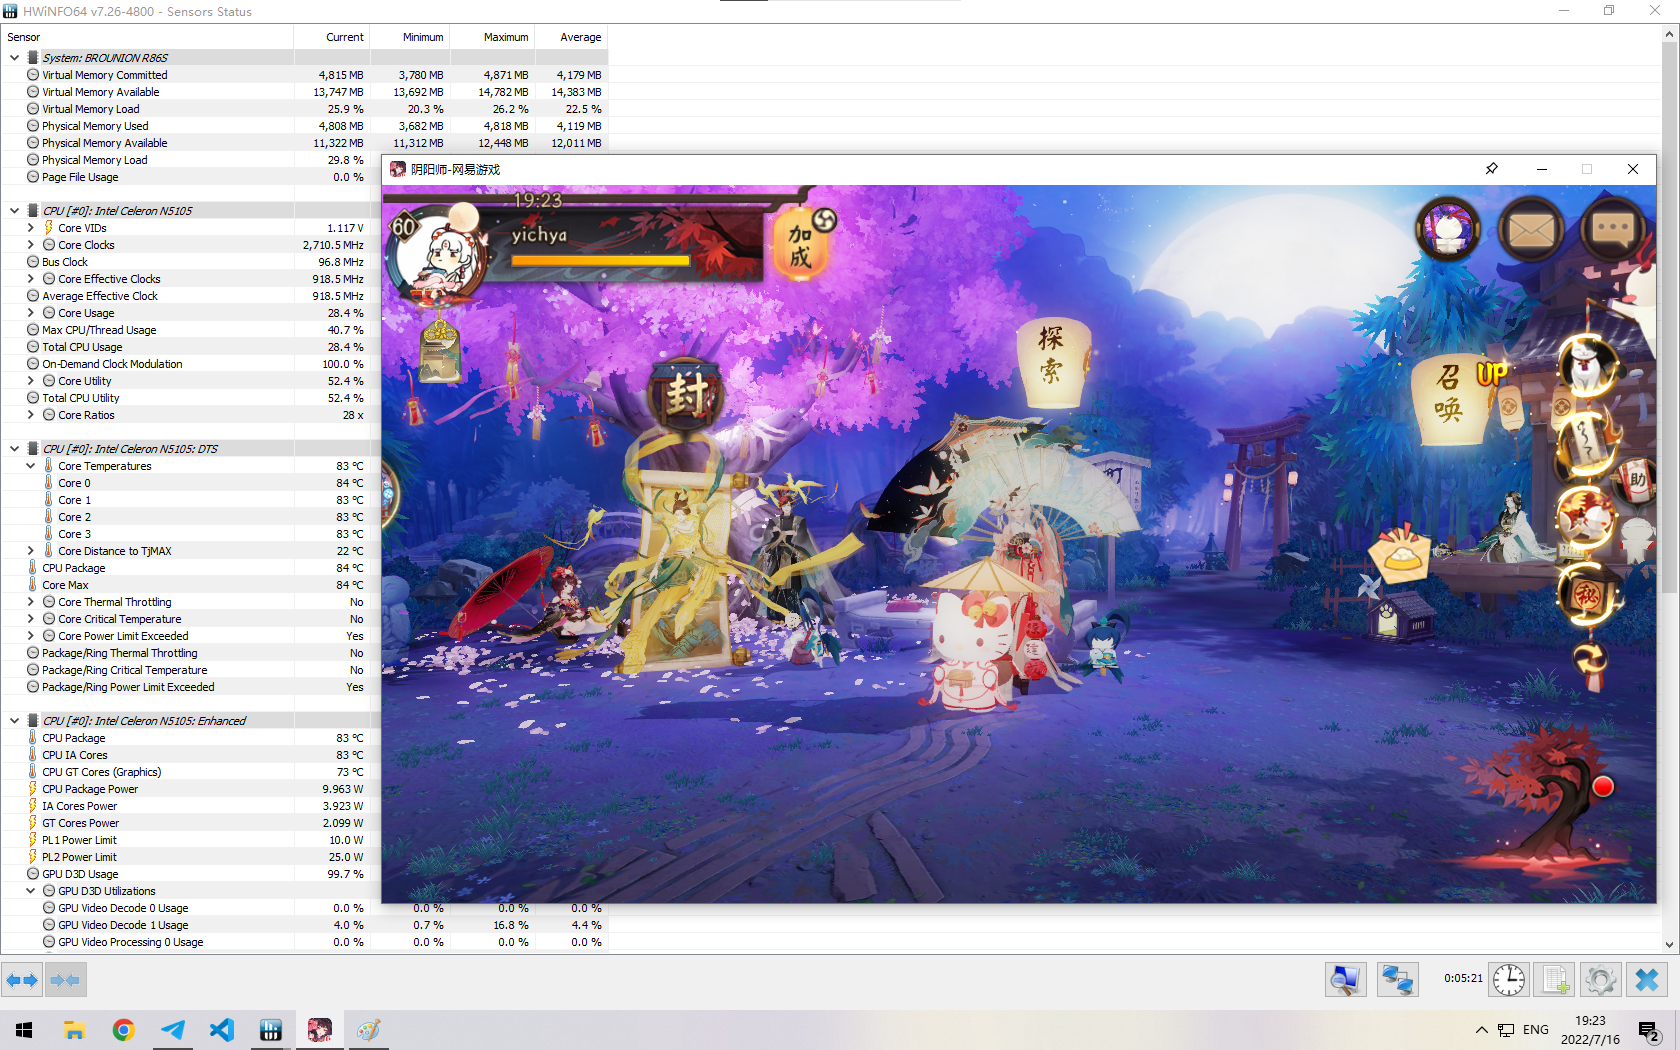 HWiNFO64 v7.26-4800 - Sensors Status
Sensor Current Minimum Maximum Average
System: BROUNION R86S
Virtual Memory Committed 4,815 MB 3,780 MB 4,871 MB 4,179 MB
Virtual Memory Available 13,747 MB 13,692 MB 14,782 MB 14,383 MB
Virtual Memory Load 25.9 % 20.3 % 26.2 % 22.5 %
Physical Memory Used 4,808 MB 3,682 MB 4,818 MB 4,119 MB
Physical Memory Available 11,322 MB 11,312 MB 12,448 MB 12,011 MB
Physical Memory Load 29.8 %
Page File Usage 0.0 %
CPU [#0]: Intel Celeron N5105
Core VIDs 1.117 V
Core Clocks 2,710.5 MHz
Bus Clock 96.8 MHz
Core Effective Clocks 918.5 MHz
Average Effective Clock 918.5 MHz
Core Usage 28.4 %
Max CPU/Thread Usage 40.7 %
Total CPU Usage 28.4 %
On-Demand Clock Modulation 100.0 %
Core Utility 52.4 %
Total CPU Utility 52.4 %
Core Ratios 28 x
CPU [#0]: Intel Celeron N5105: DTS
Core Temperatures 83 °C
Core 0 84 °C
Core 1 83 °C
Core 2 83 °C
Core 3 83 °C
Core Distance to TjMAX 22 °C
CPU Package 84 °C
Core Max 84 °C
Core Thermal Throttling No
Core Critical Temperature No
Core Power Limit Exceeded Yes
Package/Ring Thermal Throttling No
Package/Ring Critical Temperature No
Package/Ring Power Limit Exceeded Yes
CPU [#0]: Intel Celeron N5105: Enhanced
CPU Package 83 °C
CPU IA Cores 83 °C
CPU GT Cores (Graphics) 73 °C
CPU Package Power 9.963 W
IA Cores Power 3.923 W
GT Cores Power 2.099 W
PL1 Power Limit 10.0 W
PL2 Power Limit 25.0 W
GPU D3D Usage 99.7 %
GPU D3D Utilizations
GPU Video Decode 0 Usage 0.0 % 0.0 % 0.0 % 0.0 %
GPU Video Decode 1 Usage 4.0 % 0.7 % 16.8 % 4.4 %
GPU Video Processing 0 Usage 0.0 % 0.0 % 0.0 % 0.0 %
阴阳师-网易游戏
19:23
60
yichya
加成
封
探索
召唤
UP
町
助
秘
0:05:21
ENG
19:23
2022/7/16
2